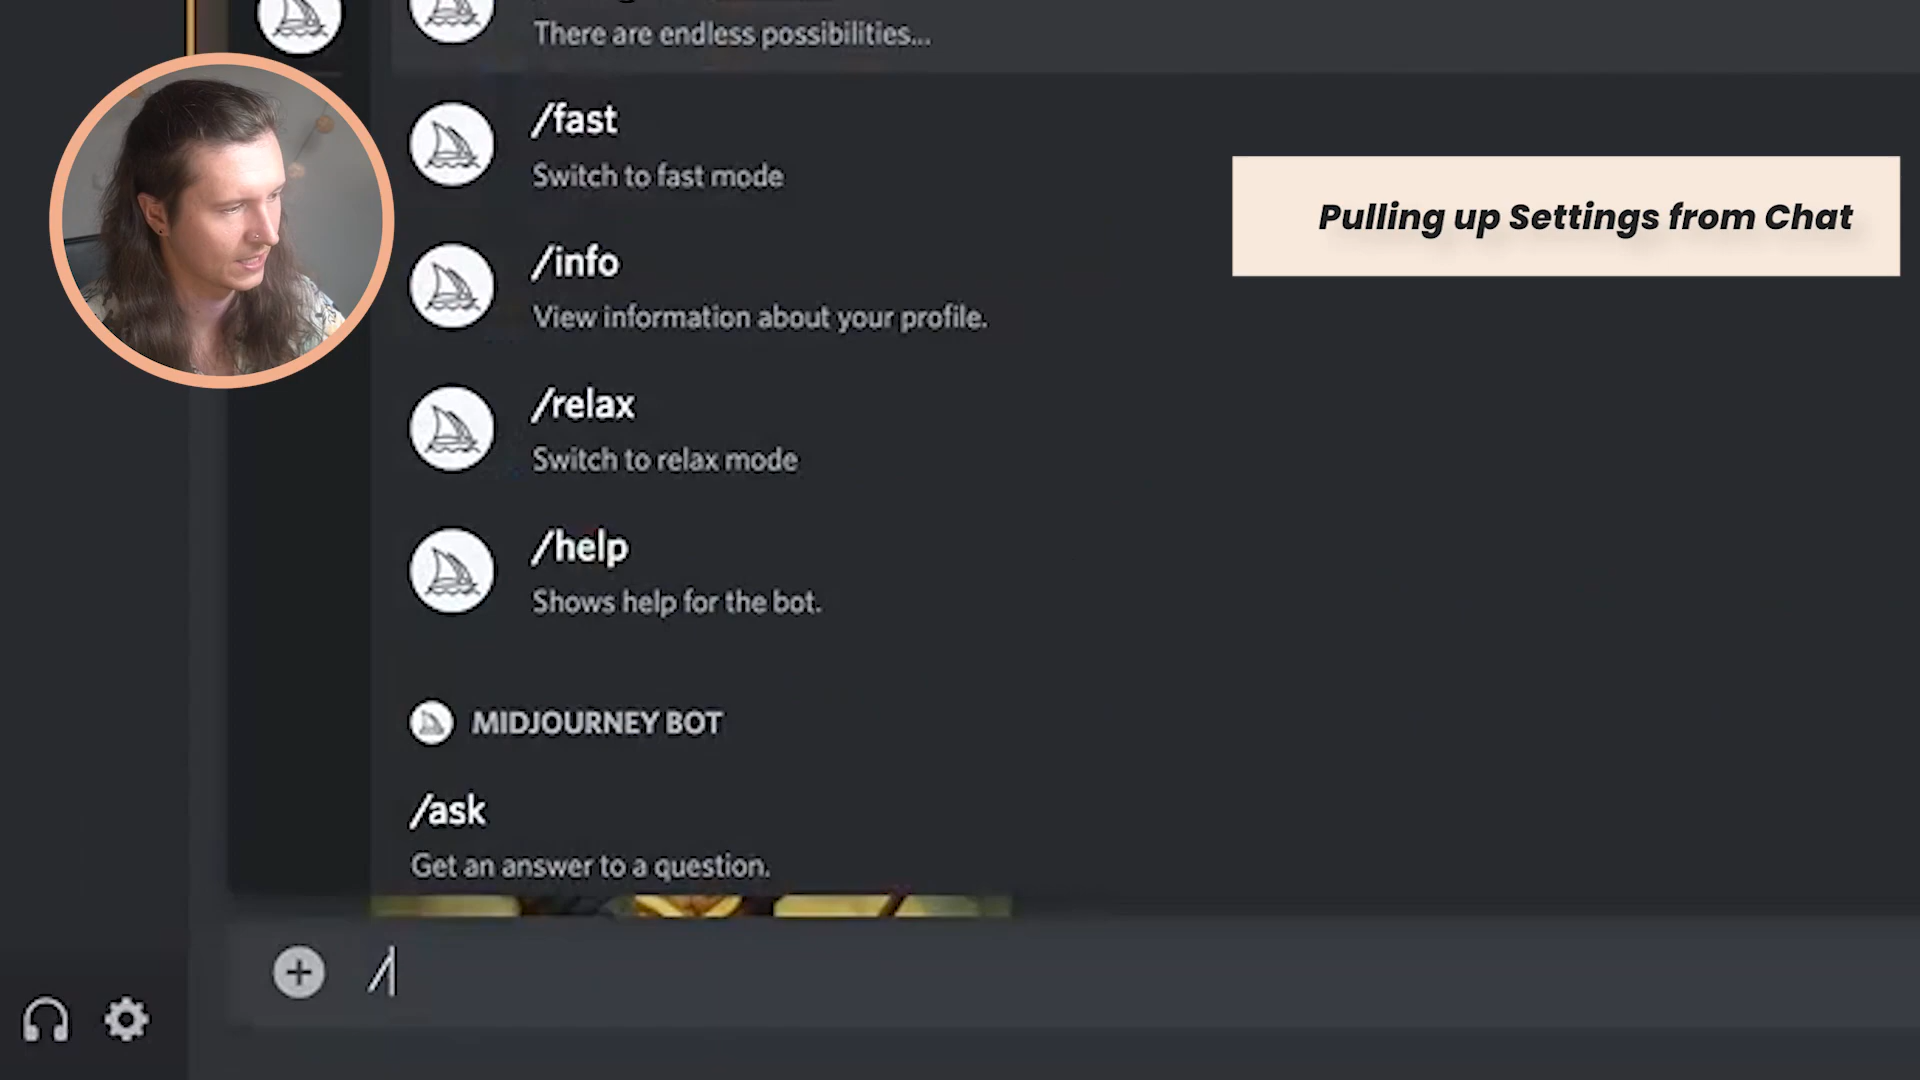 There are endless possibilities...
/fast
Switch to fast mode
Pulling up Settings from Chat
/info
View information about your profile.
/relax
Switch to relax mode
/help
Shows help for the bot.
MIDJOURNEY BOT
/ask
Get an answer to a question.
/